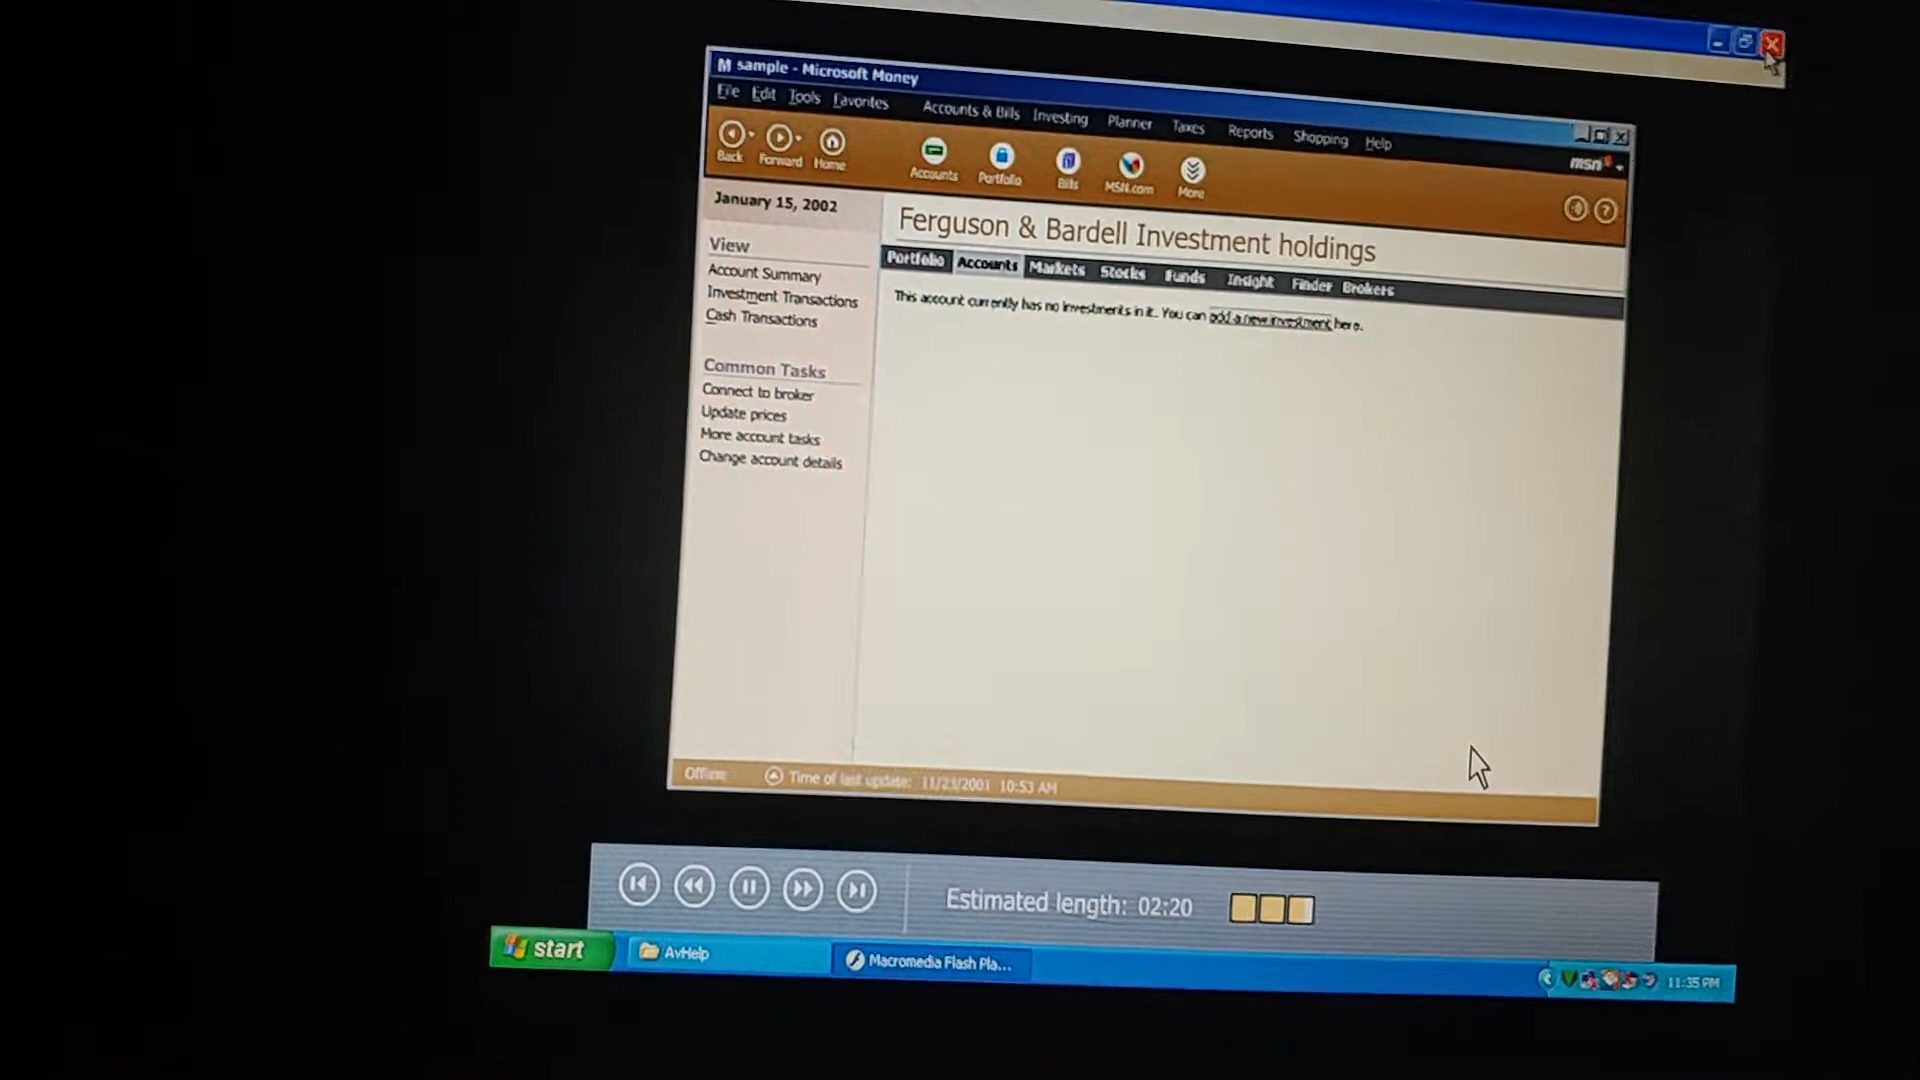 sample - Microsoft Money
File Edit Tools Favorites Accounts & Bills Investing Planner Taxes Reports Shopping Help
msn
Back Forward Home Accounts Portfolio Bills MSN.com More
January 15, 2002
Ferguson & Bardell Investment holdings
Portfolio Accounts Markets Stocks Funds Insight Finder Brokers
This account currently has no investments in it. You can add a new investment here.
View
Account Summary
Investment Transactions
Cash Transactions
Common Tasks
Connect to broker
Update prices
More account tasks
Change account details
Offline Time of last update: 11/23/2001 10:53 AM
Estimated length: 02:20
start AvHelp Macromedia Flash Pla... 11:35 PM